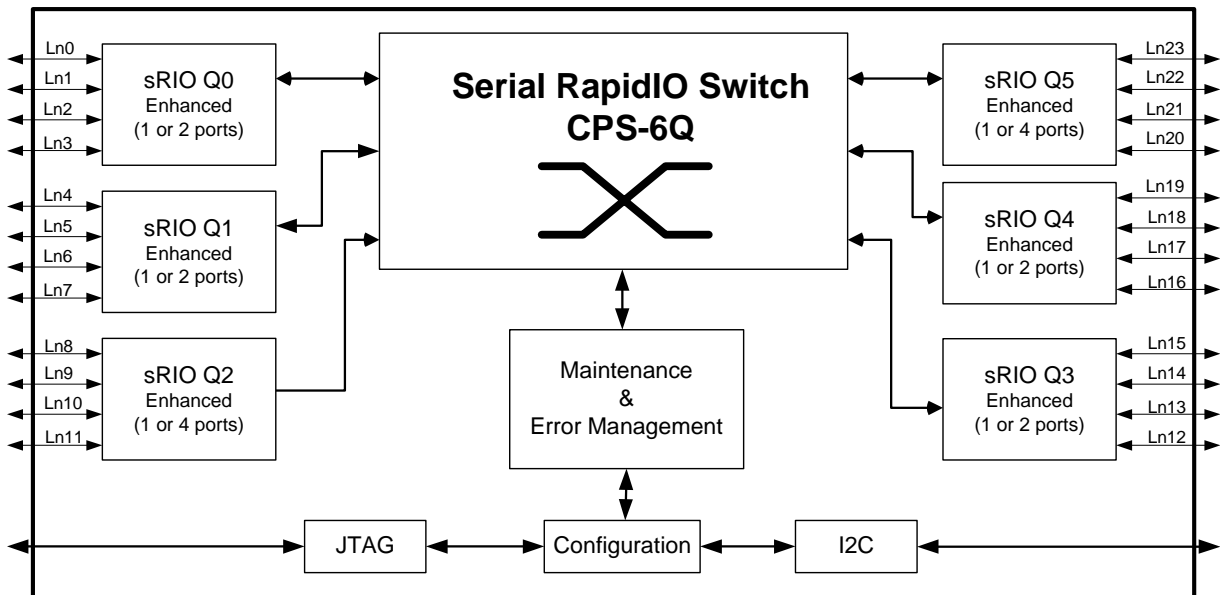 Ln0
Ln1
Ln2
Ln3
sRIO Q0
Enhanced
(1 or 2 ports)
Ln4
Ln5
Ln6
Ln7
sRIO Q1
Enhanced
(1 or 2 ports)
Ln8
Ln9
Ln10
Ln11
sRIO Q2
Enhanced
(1 or 4 ports)
Serial RapidIO Switch
CPS-6Q
Maintenance
&
Error Management
sRIO Q5
Enhanced
(1 or 4 ports)
Ln23
Ln22
Ln21
Ln20
sRIO Q4
Enhanced
(1 or 2 ports)
Ln19
Ln18
Ln17
Ln16
sRIO Q3
Enhanced
(1 or 2 ports)
Ln15
Ln14
Ln13
Ln12
JTAG
Configuration
I2C